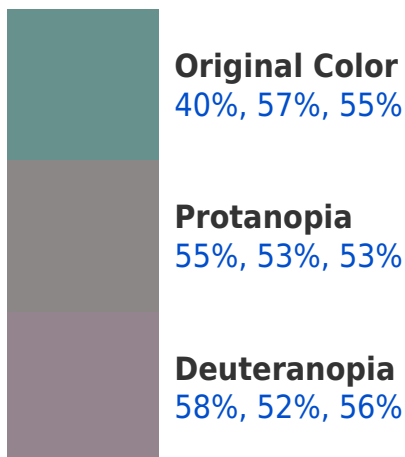 Original Color
40%, 57%, 55%
Protanopia
55%, 53%, 53%
Deuteranopia
58%, 52%, 56%